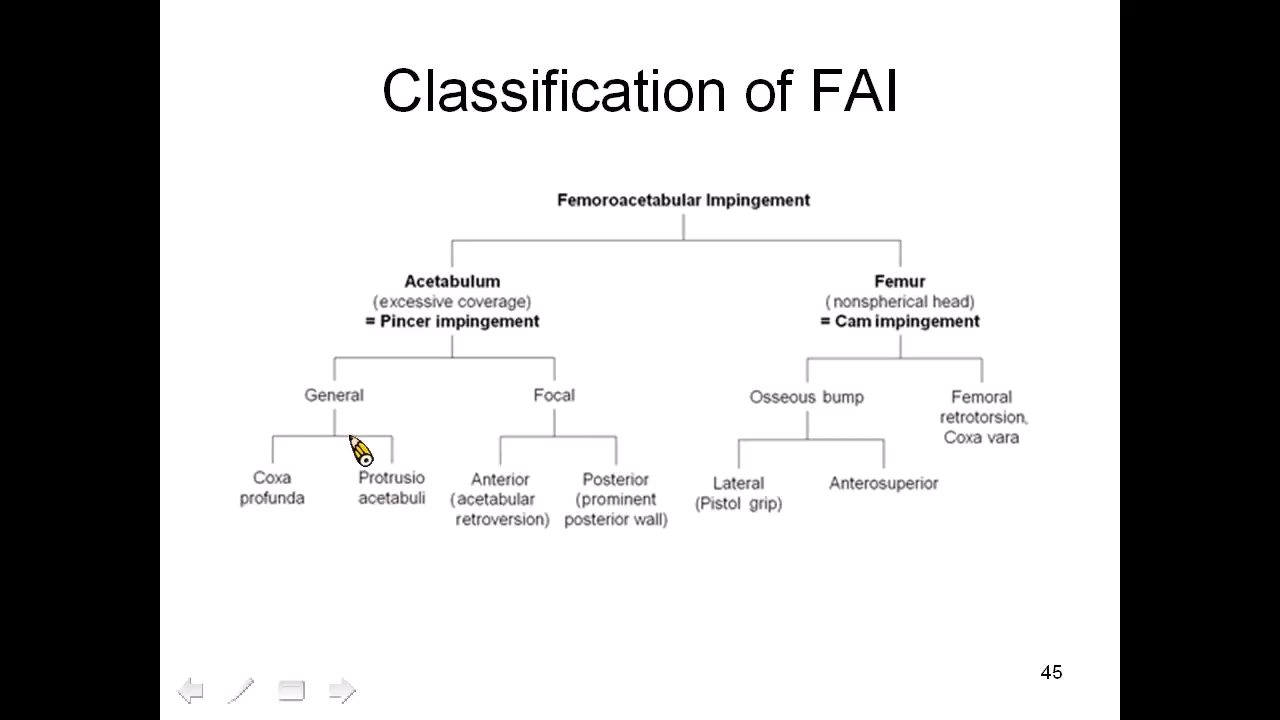 Classification of FAI
Femoroacetabular Impingement
Acetabulum
(excessive coverage)
= Pincer impingement
Femur
(nonspherical head)
= Cam impingement
General
Focal
Osseous bump
Femoral
retrotorsion,
Coxa vara
Coxa
profunda
Protrusio
acetabuli
Anterior
(acetabular
retroversion)
Posterior
(prominent
posterior wall)
Lateral
(Pistol grip)
Anterosuperior
45